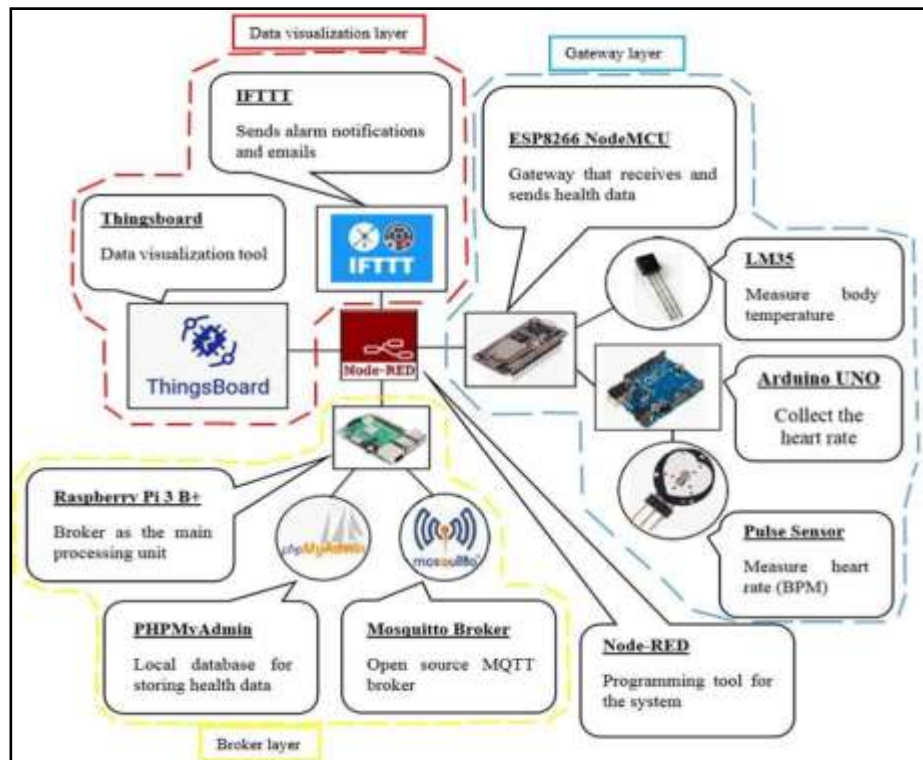 Data visualization layer
Gateway layer
IFTTT
Sends alarm notifications
and emails
ESP8266 NodeMCU
Gateway that receives and
sends health data
Thingsboard
Data visualization tool
IFTTT
LM35
Measure body
temperature
ThingsBoard
Node-RED
Arduino UNO
Collect the
heart rate
Raspberry Pi 3 B+
Broker as the main
processing unit
phpMyAdmin
mosquitto
Pulse Sensor
Measure heart
rate (BPM)
PHPMyAdmin
Local database for
storing health data
Mosquitto Broker
Open source MQTT
broker
Node-RED
Programming tool for
the system
Broker layer